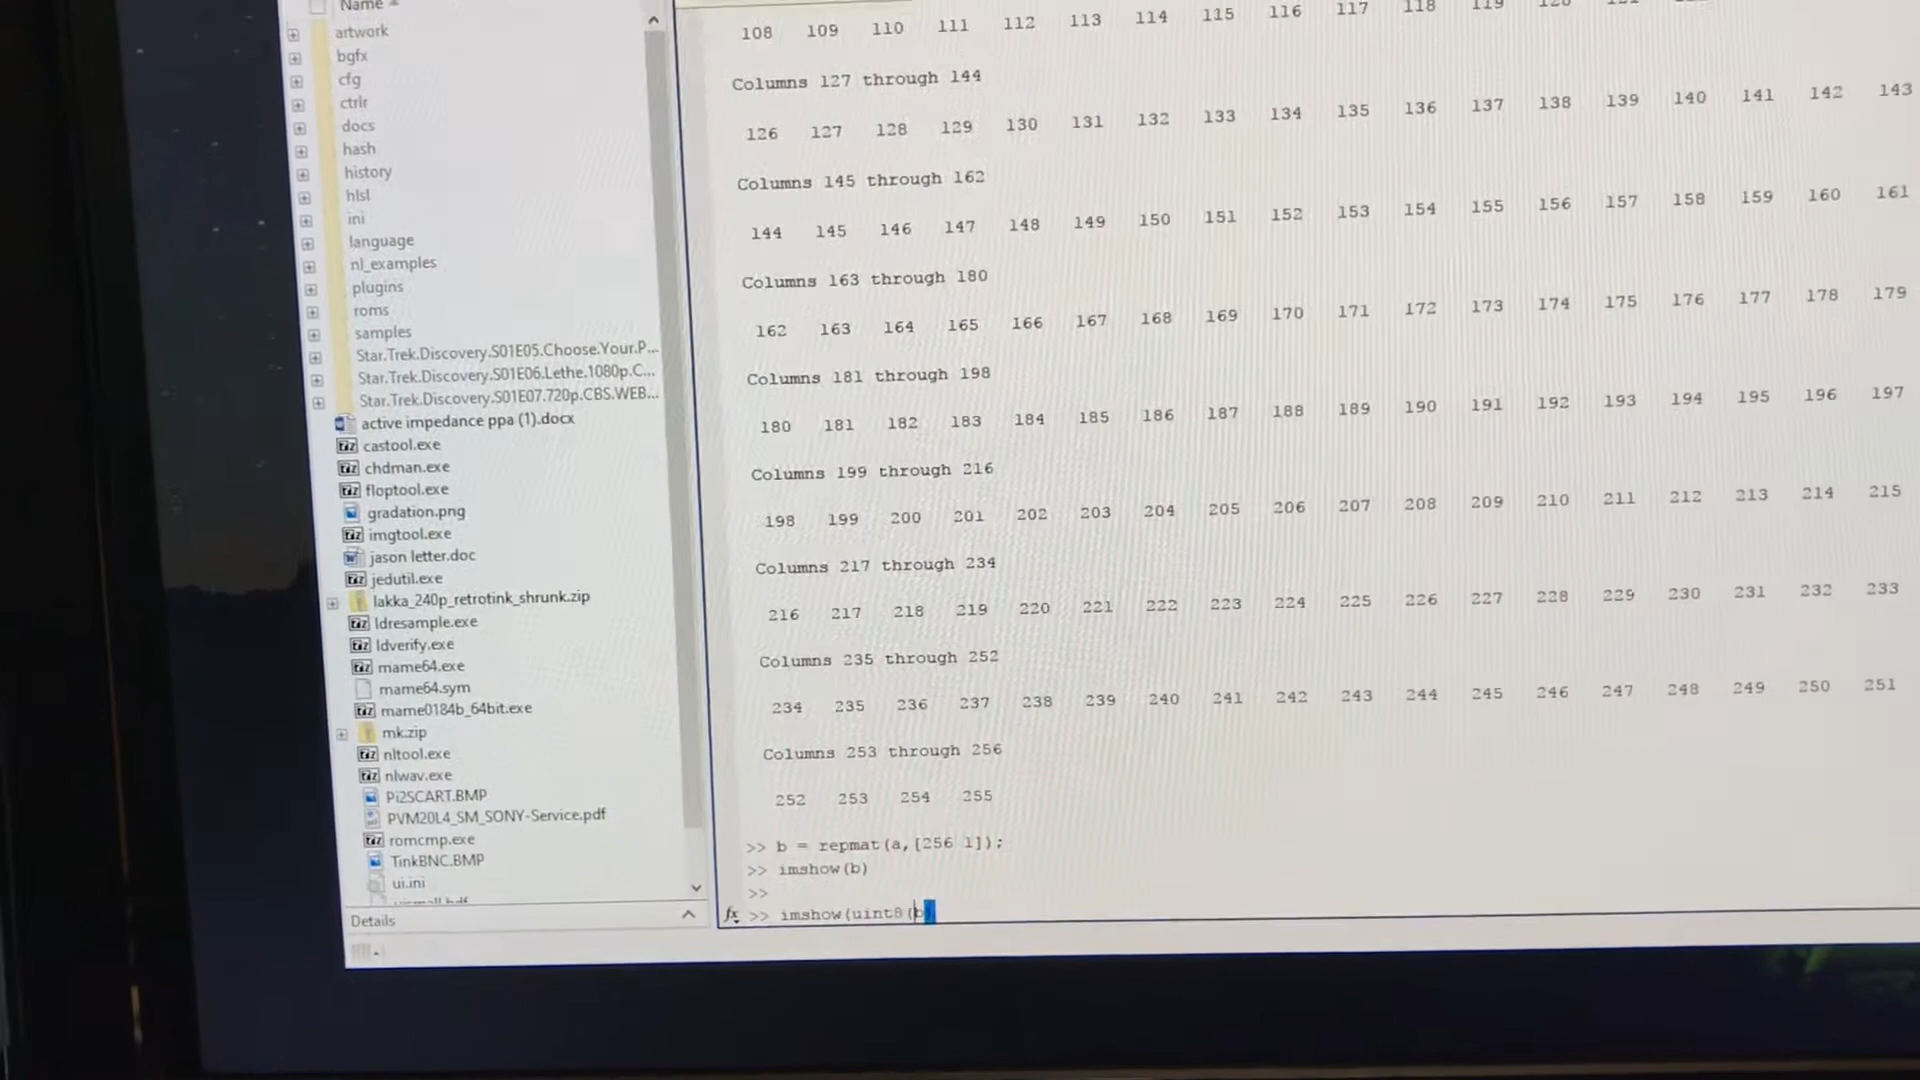 Name
artwork
bgfx
cfg
ctrlr
docs
hash
history
hlsl
ini
language
nl_examples
plugins
roms
samples
Star.Trek.Discovery.S01E05.Choose.Your.P...
Star.Trek.Discovery.S01E06.Lethe.1080p.C...
Star.Trek.Discovery.S01E07.720p.CBS.WEB...
active impedance ppa (1).docx
castool.exe
chdman.exe
floptool.exe
gradation.png
imgtool.exe
jason letter.doc
jedutil.exe
lakka_240p_retrotink_shrunk.zip
ldresample.exe
ldverify.exe
mame64.exe
mame64.sym
mame0184b_64bit.exe
mk.zip
nltool.exe
nlwav.exe
Pi2SCART.BMP
PVM20L4_SM_SONY-Service.pdf
romcmp.exe
TinkBNC.BMP
ui.ini
Details
108 109 110 111 112 113 114 115 116 117 118 119
Columns 127 through 144
126 127 128 129 130 131 132 133 134 135 136 137 138 139 140 141 142 143
Columns 145 through 162
144 145 146 147 148 149 150 151 152 153 154 155 156 157 158 159 160 161
Columns 163 through 180
162 163 164 165 166 167 168 169 170 171 172 173 174 175 176 177 178 179
Columns 181 through 198
180 181 182 183 184 185 186 187 188 189 190 191 192 193 194 195 196 197
Columns 199 through 216
198 199 200 201 202 203 204 205 206 207 208 209 210 211 212 213 214 215
Columns 217 through 234
216 217 218 219 220 221 222 223 224 225 226 227 228 229 230 231 232 233
Columns 235 through 252
234 235 236 237 238 239 240 241 242 243 244 245 246 247 248 249 250 251
Columns 253 through 256
252 253 254 255
>> b = repmat(a,[256 1]);
>> imshow(b)
>>
fx >> imshow(uint8(b)